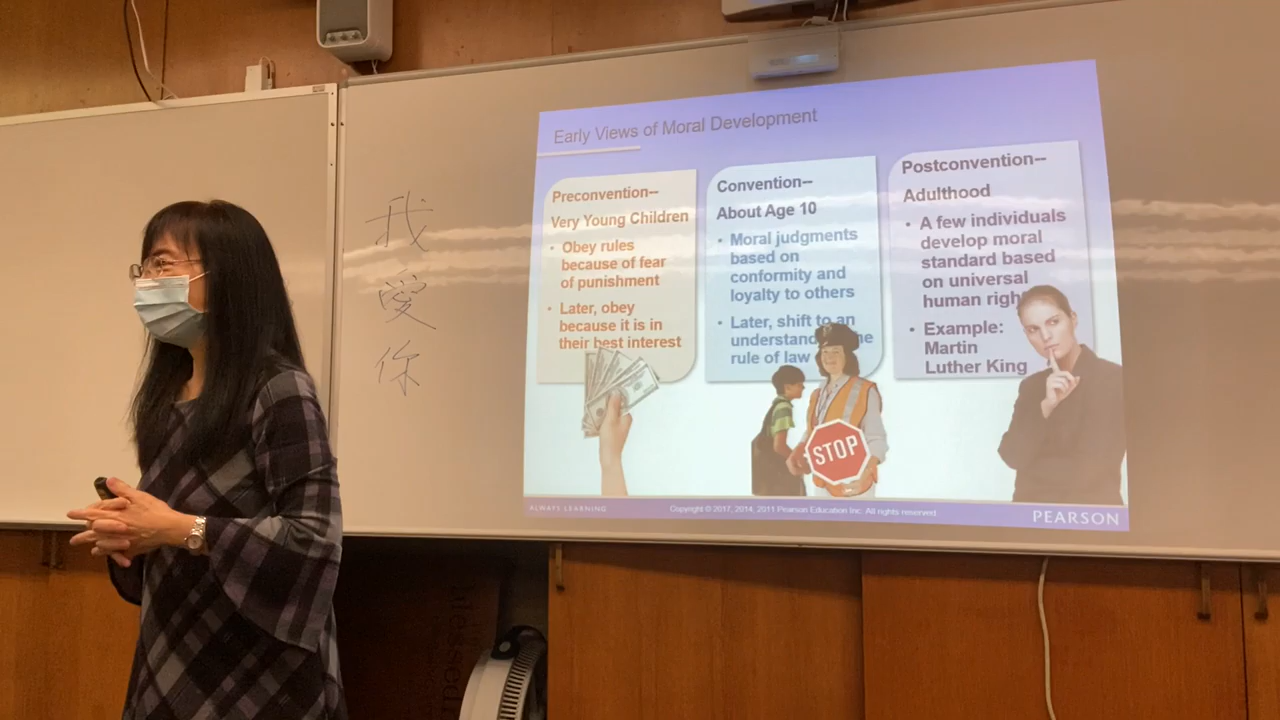 我
愛
你
Early Views of Moral Development
Preconvention--
Very Young Children
• Obey rules
because of fear
of punishment
• Later, obey
because it is in
their best interest
Convention--
About Age 10
• Moral judgments
based on
conformity and
loyalty to others
• Later, shift to an
rule of law
Postconvention--
Adulthood
• A few individuals
develop moral
standard based
on universal
human
• Example:
Martin
Luther King
STOP
ALWAYS LEARNING
Copyright © 2017, 2014, 2011 Pearson Education Inc. All rights reserved
PEARSON